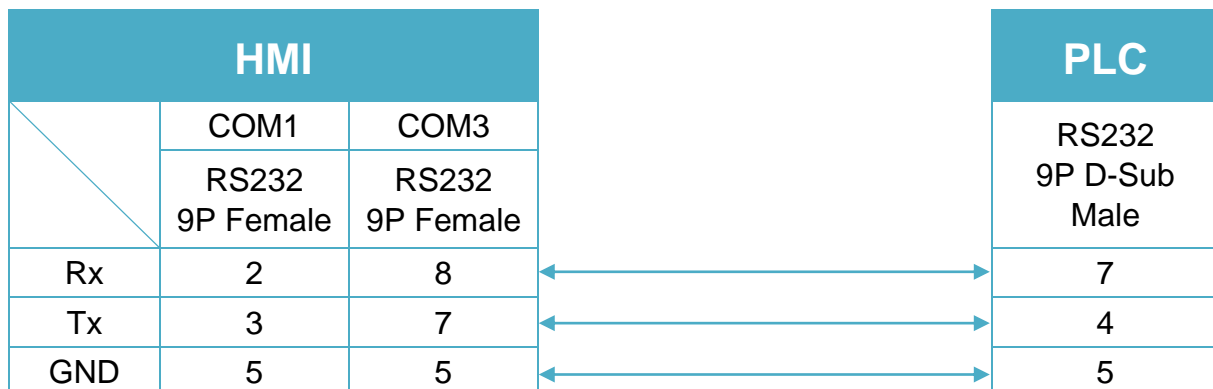 HMI PLC
COM1 COM3
RS232
9P Female
RS232
9P Female
RS232
9P D-Sub
Male
Rx 2 8 7
Tx 3 7 4
GND 5 5 5